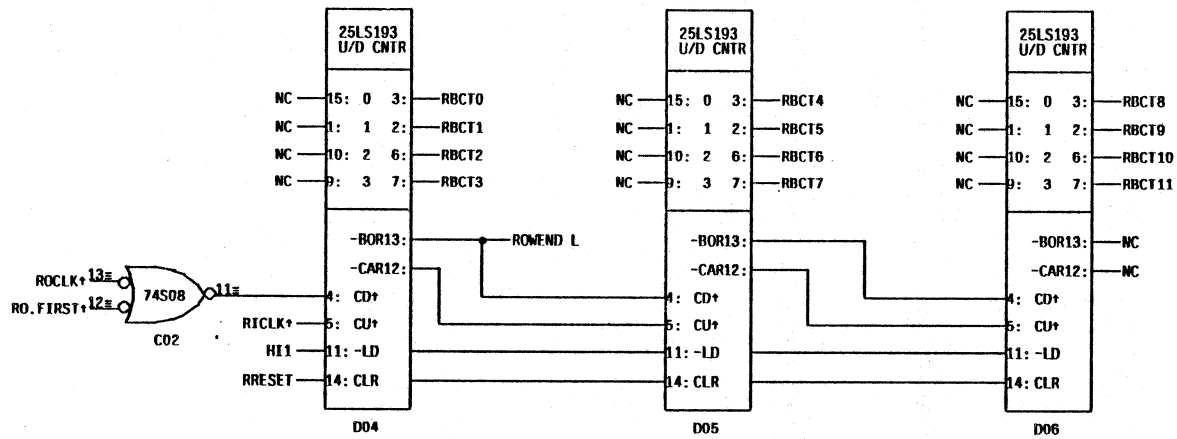 25LS193 25LS193 25LS193
U/D CNTR U/D CNTR U/D CNTR
NC 15: 0 3: RBCT0 NC 15: 0 3: RBCT4 NC 15: 0 3: RBCT8
NC 1: 1 2: RBCT1 NC 1: 1 2: RBCT5 NC 1: 1 2: RBCT9
NC 10: 2 6: RBCT2 NC 10: 2 6: RBCT6 NC 10: 2 6: RBCT10
NC 9: 3 7: RBCT3 NC 9: 3 7: RBCT7 NC 9: 3 7: RBCT11
-BOR13: ROWEND L -BOR13: -BOR13: NC
-CAR12: -CAR12: -CAR12: NC
ROCLK↑ 13≡
74S08 11≡ 4: CD↑ 4: CD↑ 4: CD↑
RO.FIRST↑ 12≡
RICLK↑ 5: CU↑ 5: CU↑ 5: CU↑
C02
HI1 11: -LD 11: -LD 11: -LD
RRESET 14: CLR 14: CLR 14: CLR
D04 D05 D06